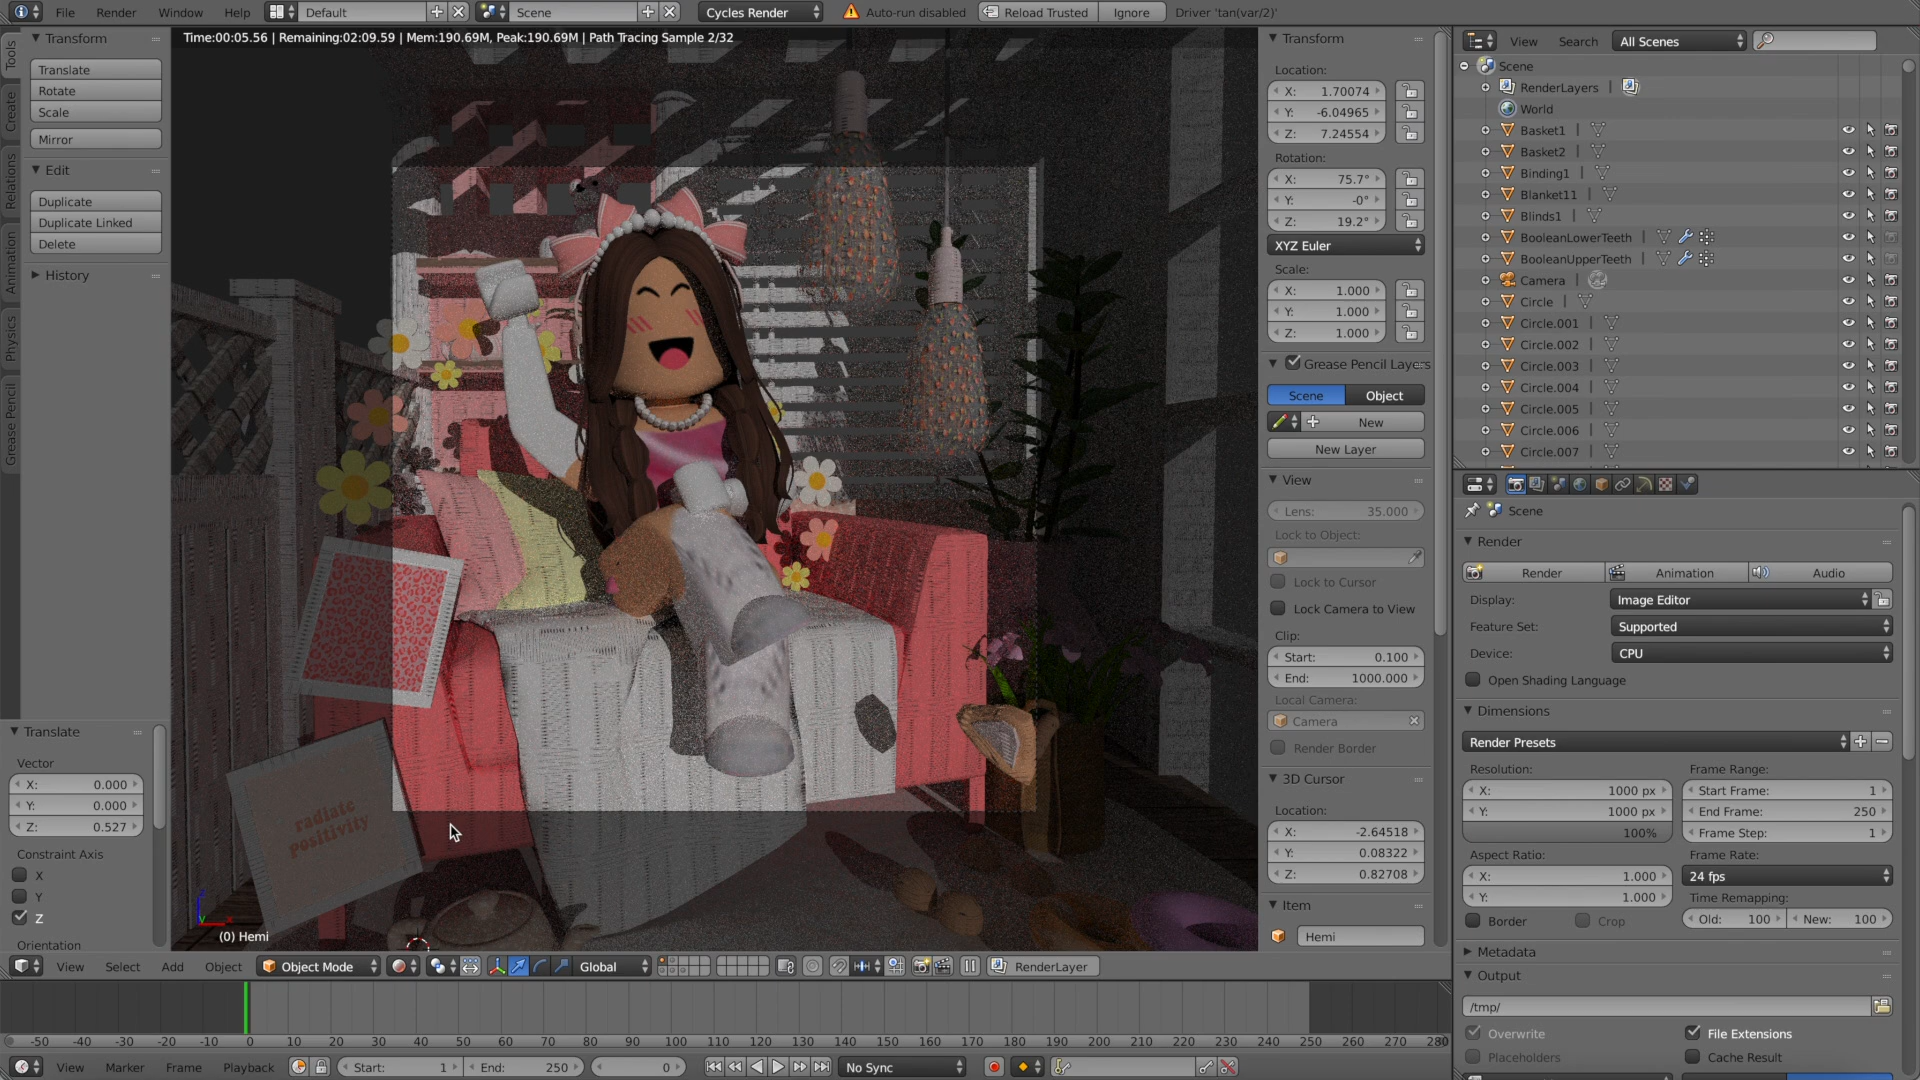 File Render Window Help Default Scene Cycles Render Auto-run disabled Reload Trusted Ignore Driver 'tan(var/2)'
Time:00:05.56 | Remaining:02:09.59 | Mem:190.69M, Peak:190.69M | Path Tracing Sample 2/32
Tools
Create
Relations
Animation
Physics
Grease Pencil
Transform
Translate
Rotate
Scale
Mirror
Edit
Duplicate
Duplicate Linked
Delete
History
Translate
Vector
X: 0.000
Y: 0.000
Z: 0.527
Constraint Axis
X
Y
Z
Orientation
radiate
positivity
(0) Hemi
Transform
Location:
X: 1.70074
Y: -6.04965
Z: 7.24554
Rotation:
X: 75.7°
Y: -0°
Z: 19.2°
XYZ Euler
Scale:
X: 1.000
Y: 1.000
Z: 1.000
Grease Pencil Layers
Scene Object
New
New Layer
View
Lens: 35.000
Lock to Object:
Lock to Cursor
Lock Camera to View
Clip:
Start: 0.100
End: 1000.000
Local Camera:
Camera
Render Border
3D Cursor
Location:
X: -2.64518
Y: 0.08322
Z: 0.82708
Item
Hemi
View Search All Scenes
Scene
RenderLayers |
World
Basket1 |
Basket2 |
Binding1 |
Blanket11 |
Blinds1 |
BooleanLowerTeeth |
BooleanUpperTeeth |
Camera |
Circle |
Circle.001 |
Circle.002 |
Circle.003 |
Circle.004 |
Circle.005 |
Circle.006 |
Circle.007 |
Scene
Render
Render Animation Audio
Display: Image Editor
Feature Set: Supported
Device: CPU
Open Shading Language
Dimensions
Render Presets
Resolution: Frame Range:
X: 1000 px Start Frame: 1
Y: 1000 px End Frame: 250
100% Frame Step: 1
Aspect Ratio: Frame Rate:
X: 1.000 24 fps
Y: 1.000 Time Remapping:
Border Crop Old: 100 New: 100
Metadata
Output
/tmp/
Overwrite File Extensions
Placeholders Cache Result
View Select Add Object Object Mode Global RenderLayer
-50 -40 -30 -20 -10 0 10 20 30 40 50 60 70 80 90 100 110 120 130 140 150 160 170 180 190 200 210 220 230 240 250 260 270
View Marker Frame Playback Start: 1 End: 250 0 No Sync